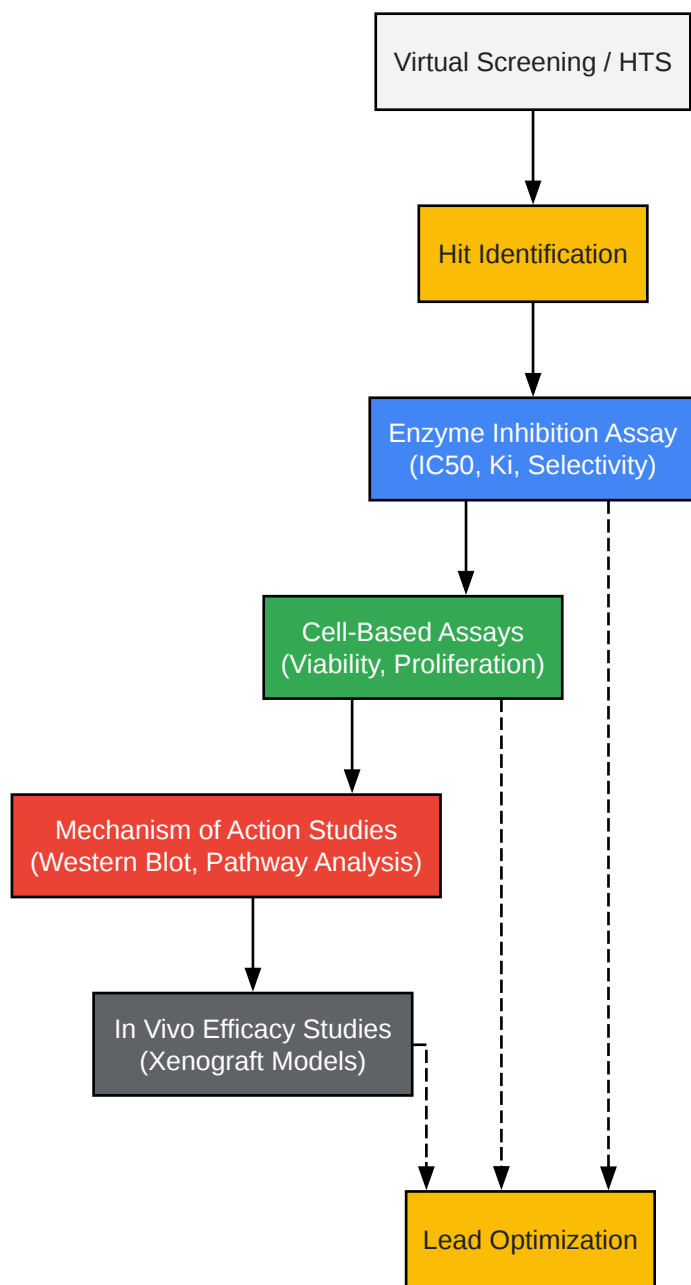 Virtual Screening / HTS
Hit Identification
Enzyme Inhibition Assay
(IC50, Ki, Selectivity)
Cell-Based Assays
(Viability, Proliferation)
Mechanism of Action Studies
(Western Blot, Pathway Analysis)
In Vivo Efficacy Studies
(Xenograft Models)
Lead Optimization